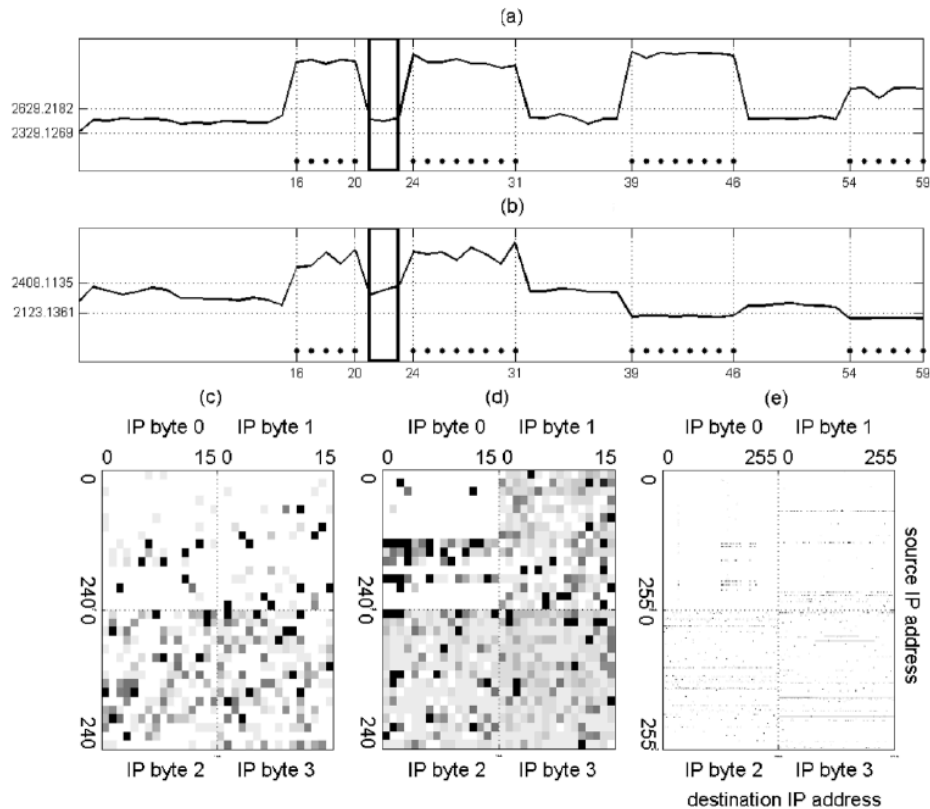 (a)
2629.2182
2329.1269
16 20 24 31 39 46 54 59
(b)
2408.1135
2123.1361
16 20 24 31 39 46 54 59
(c) (d) (e)
IP byte 0 IP byte 1 IP byte 0 IP byte 1 IP byte 0 IP byte 1
0 15 0 15 0 15 0 15 0 255 0 255
0 0 0
240 0 240 0 255 0
240 240 255
source IP address
IP byte 2 IP byte 3 IP byte 2 IP byte 3 IP byte 2 IP byte 3
destination IP address